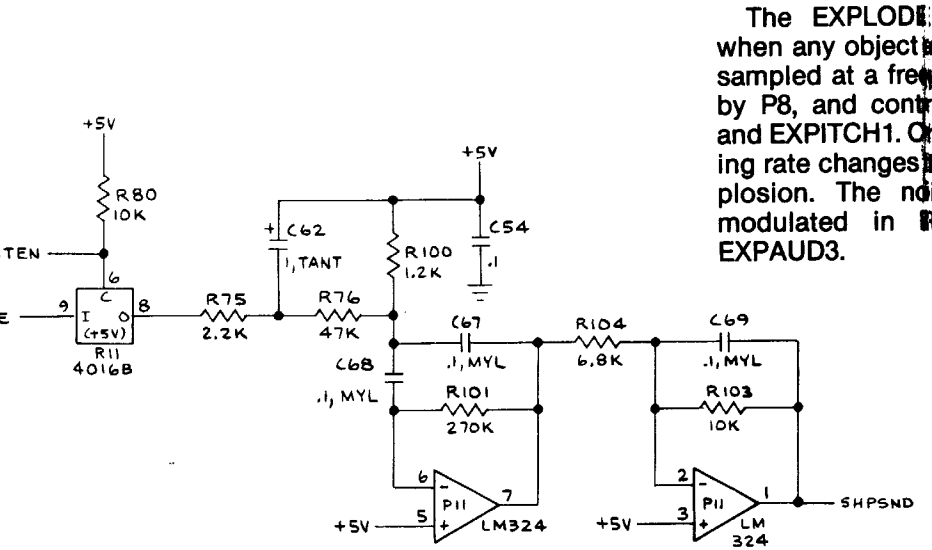 The EXPLODE
when any object
sampled at a
by P8, and
and EXPITCH1.
ing rate changes
plosion. The
modulated in
EXPAUD3.
+5V
R80
10K
TEN
6
C
9 I O 8
(+5V)
R11
4016B
E
R75
2.2K
+ C62
1, TANT
R76
47K
+5V
R100
1.2K
C54
.1
C67
.1, MYL
C68
.1, MYL
R101
270K
6 -
P11 7
5 +
+5V
LM324
R104
6.8K
C69
.1, MYL
R103
10K
2 -
P11 1
3 +
+5V
LM
324
SHPSND